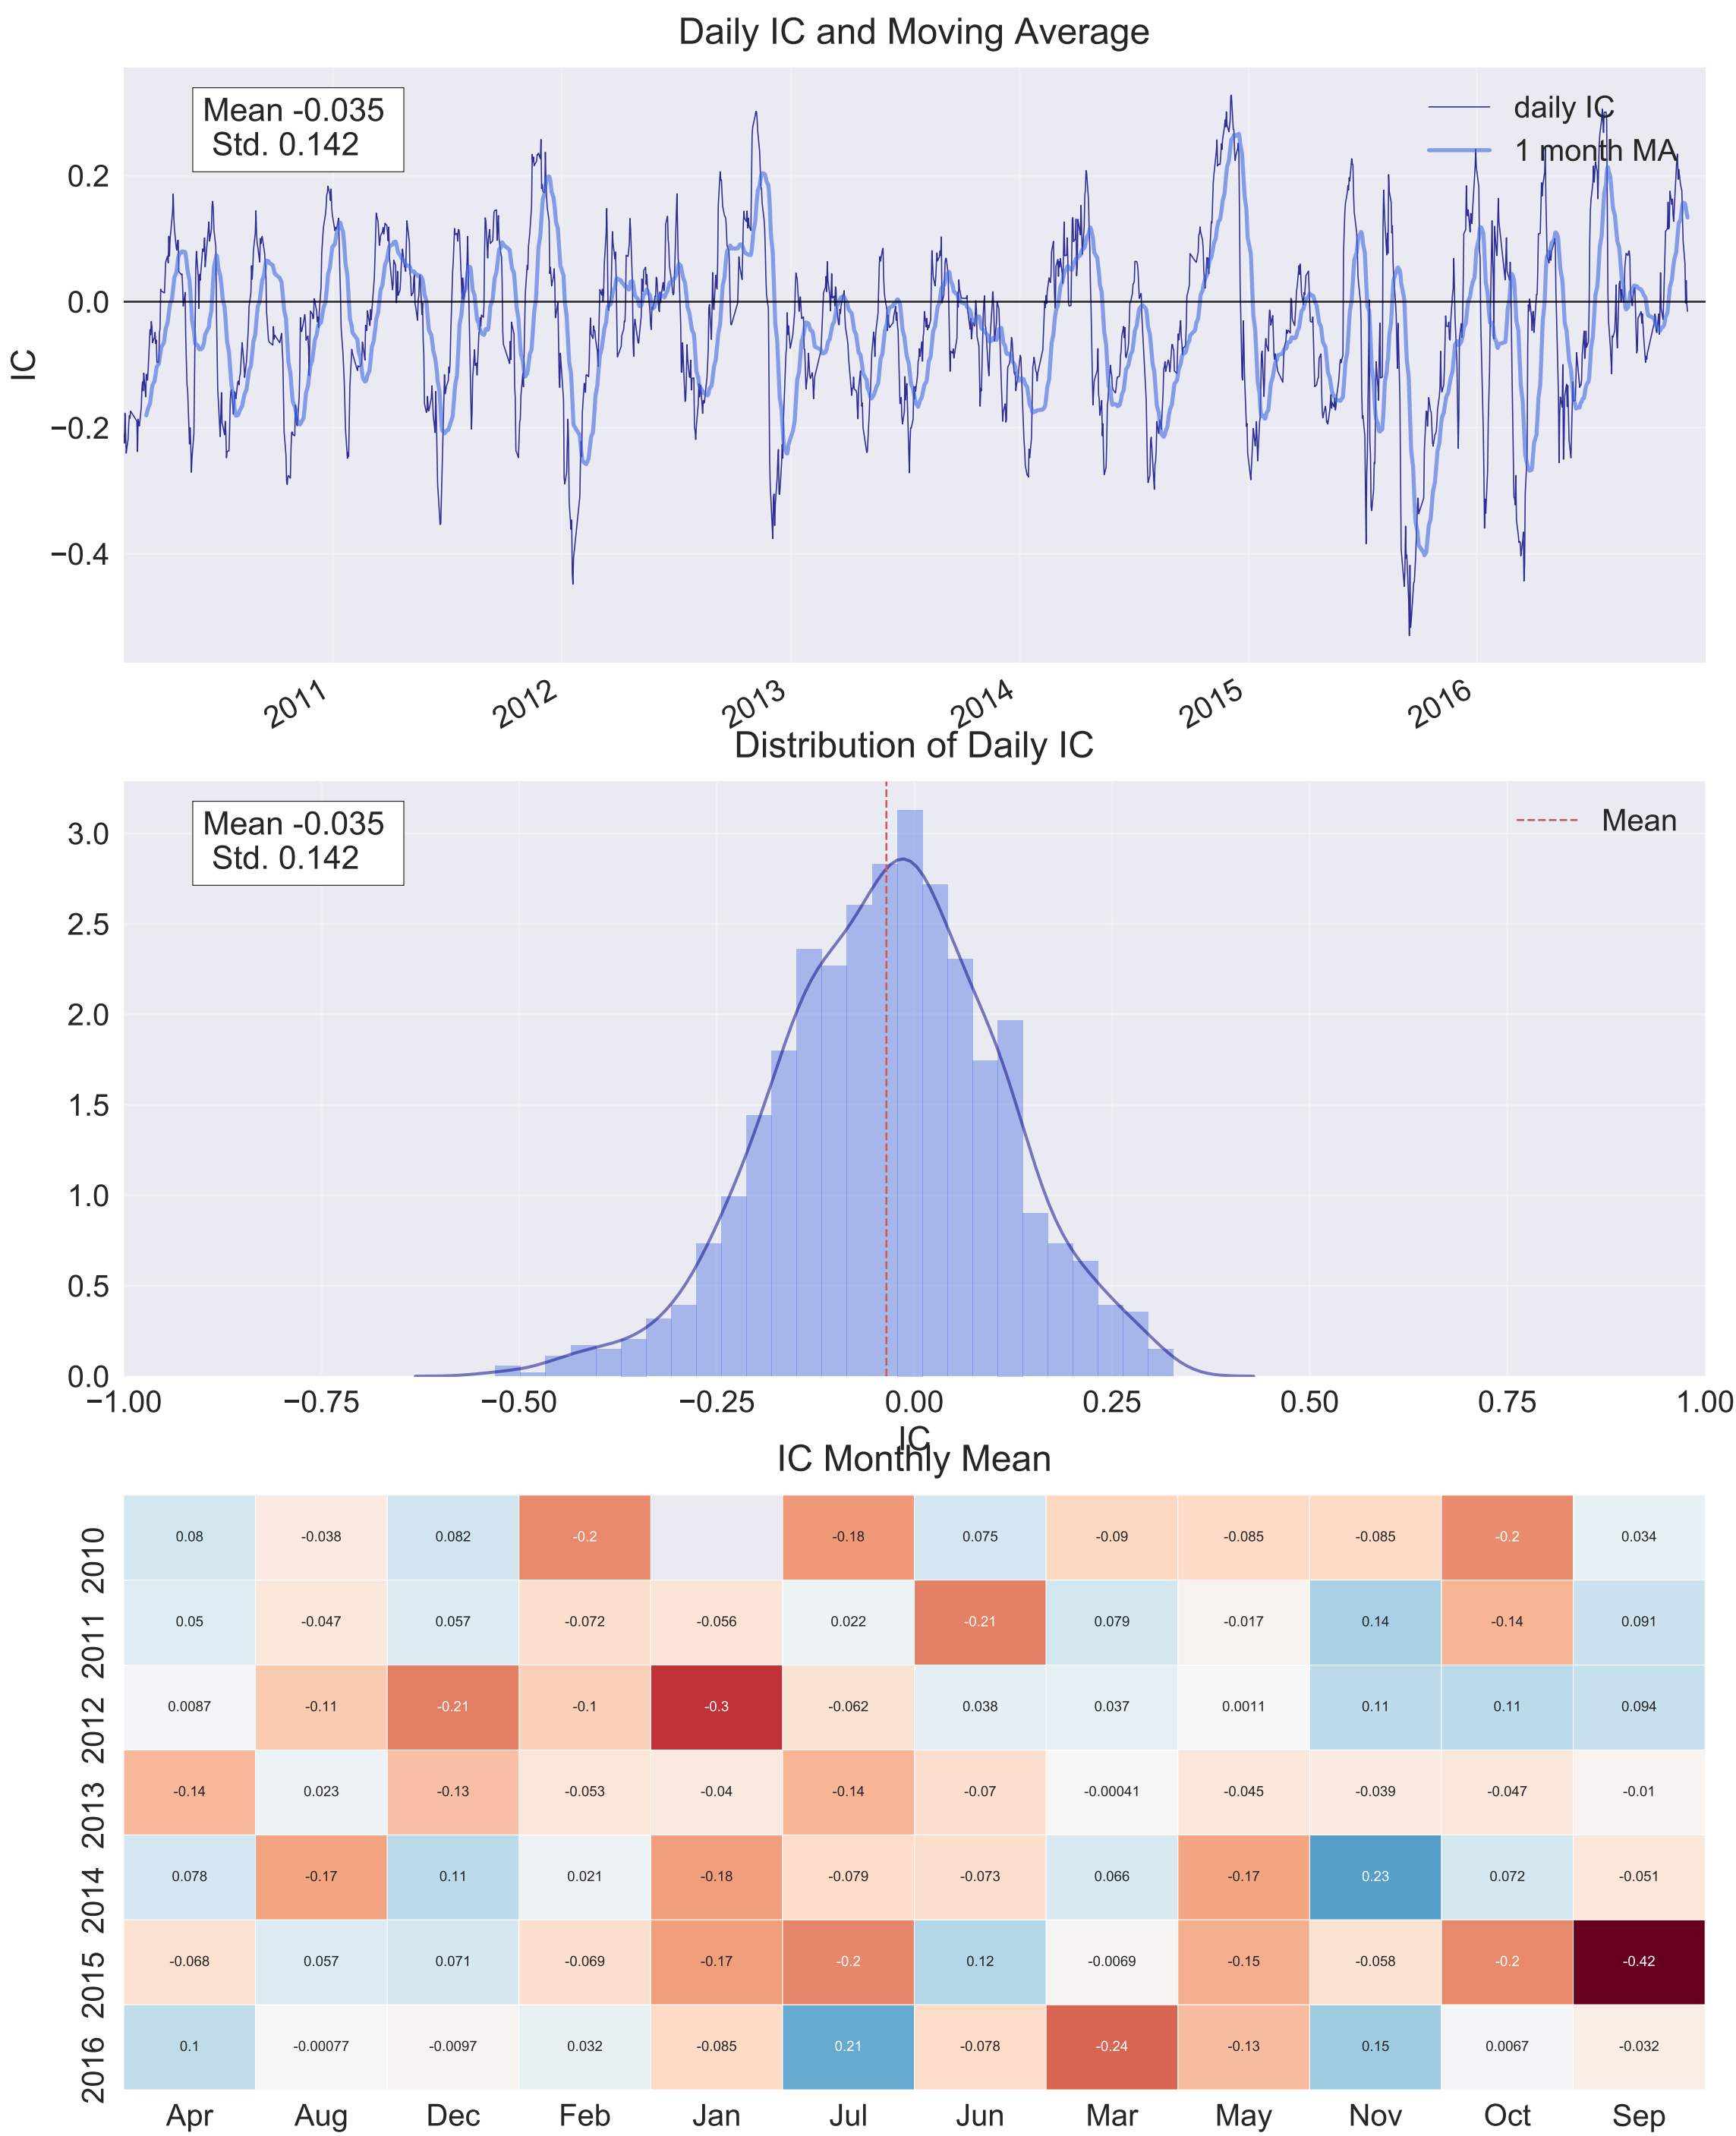 Daily IC and Moving Average
Mean -0.035
Std. 0.142
daily IC
1 month MA
IC
0.2
0.0
−0.2
−0.4
2011 2012 2013 2014 2015 2016
Distribution of Daily IC
Mean -0.035
Std. 0.142
Mean
3.0
2.5
2.0
1.5
1.0
0.5
0.0
−1.00 −0.75 −0.50 −0.25 0.00 0.25 0.50 0.75 1.00
IC
IC Monthly Mean
2010 0.08 -0.038 0.082 -0.2 -0.18 0.075 -0.09 -0.085 -0.085 -0.2 0.034
2011 0.05 -0.047 0.057 -0.072 -0.056 0.022 -0.21 0.079 -0.017 0.14 -0.14 0.091
2012 0.0087 -0.11 -0.21 -0.1 -0.3 -0.062 0.038 0.037 0.0011 0.11 0.11 0.094
2013 -0.14 0.023 -0.13 -0.053 -0.04 -0.14 -0.07 -0.00041 -0.045 -0.039 -0.047 -0.01
2014 0.078 -0.17 0.11 0.021 -0.18 -0.079 -0.073 0.066 -0.17 0.23 0.072 -0.051
2015 -0.068 0.057 0.071 -0.069 -0.17 -0.2 0.12 -0.0069 -0.15 -0.058 -0.2 -0.42
2016 0.1 -0.00077 -0.0097 0.032 -0.085 0.21 -0.078 -0.24 -0.13 0.15 0.0067 -0.032
Apr Aug Dec Feb Jan Jul Jun Mar May Nov Oct Sep